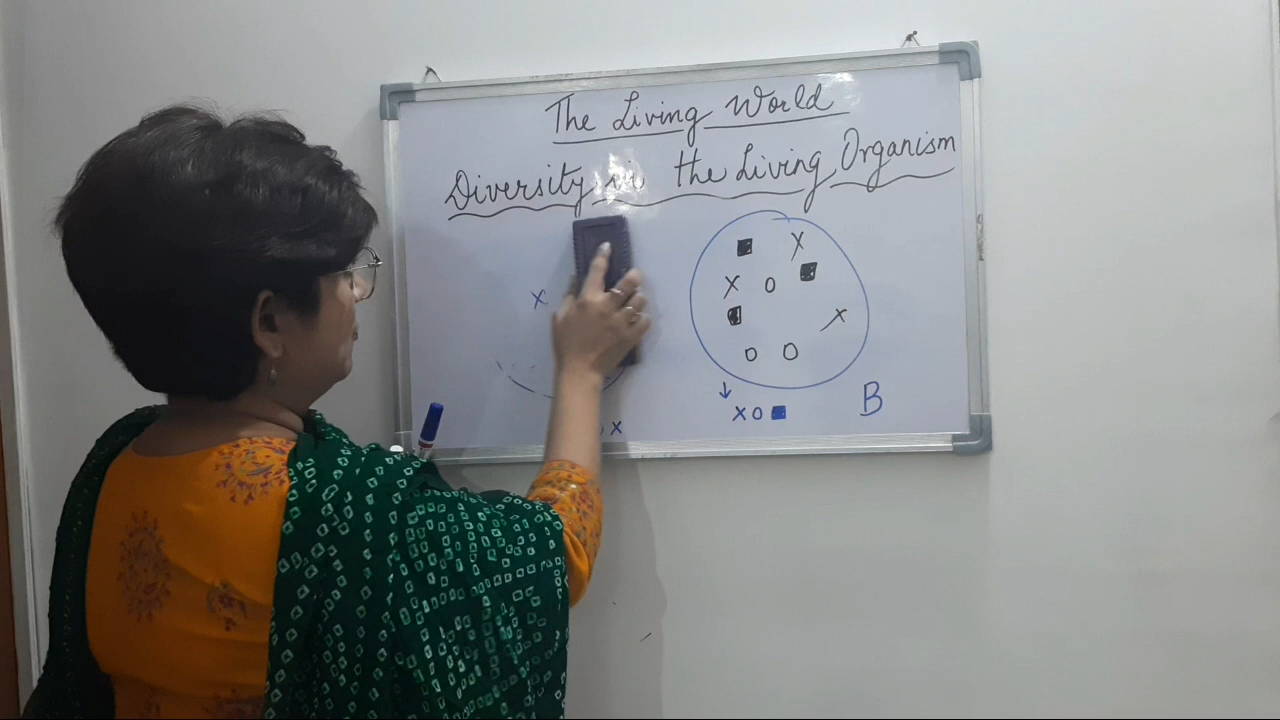 The Living World
Diversity in the Living Organism
X
X
X O
X
O O
X
X O
B